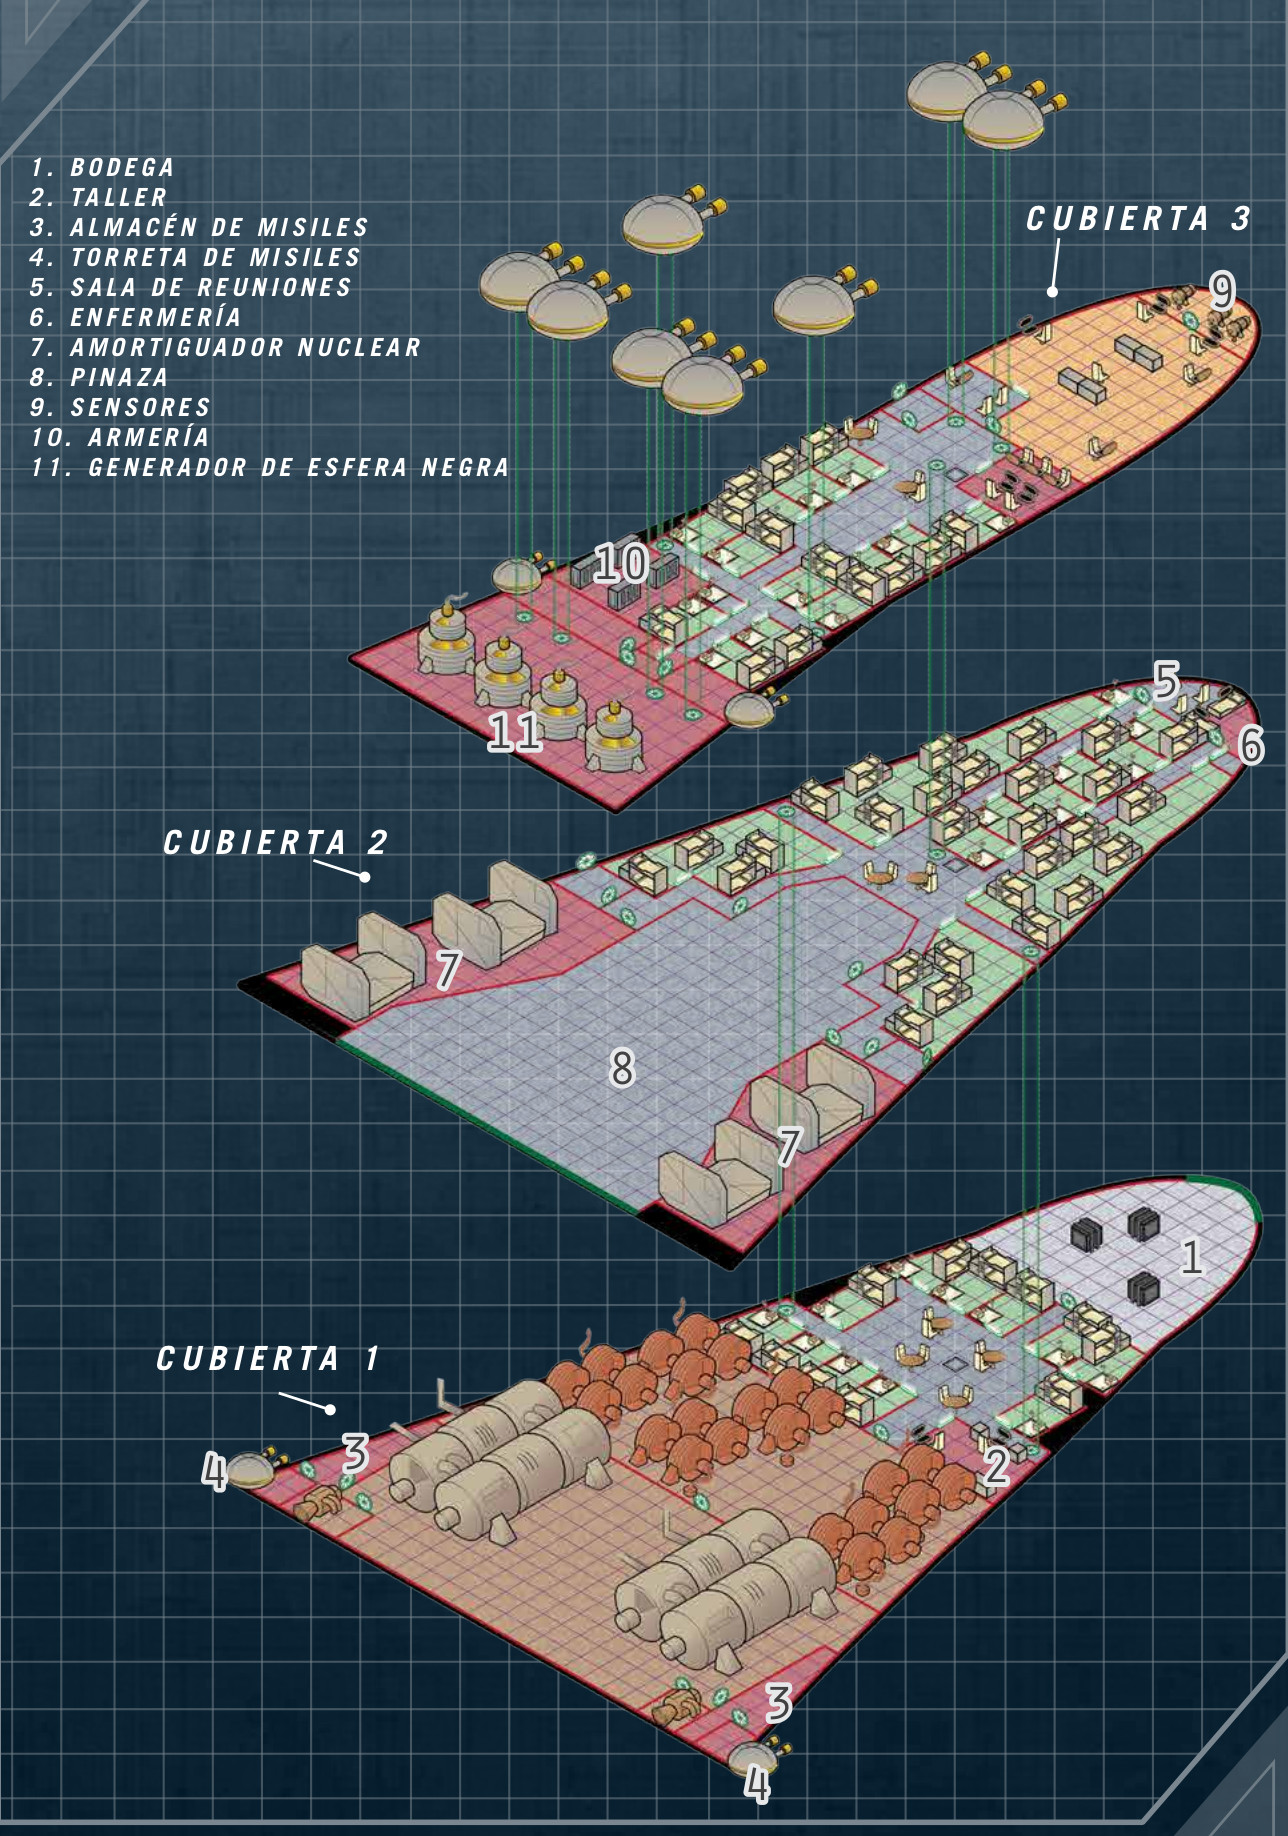 1. BODEGA
2. TALLER
3. ALMACÉN DE MISILES
4. TORRETA DE MISILES
5. SALA DE REUNIONES
6. ENFERMERÍA
7. AMORTIGUADOR NUCLEAR
8. PINAZA
9. SENSORES
10. ARMERÍA
11. GENERADOR DE ESFERA NEGRA
CUBIERTA 3
9
10
11
5
6
CUBIERTA 2
7
8
7
1
CUBIERTA 1
3
4
2
3
4